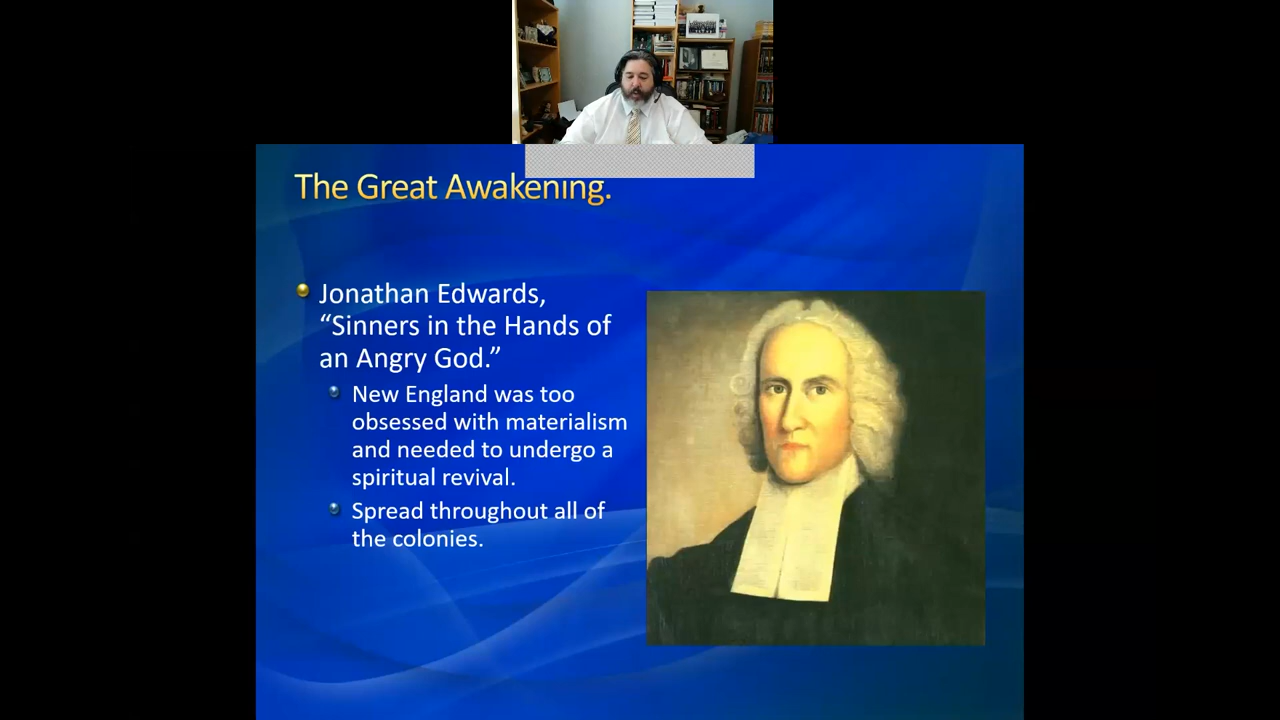 The Great Awakening.
Jonathan Edwards,
“Sinners in the Hands of
an Angry God.”
New England was too
obsessed with materialism
and needed to undergo a
spiritual revival.
Spread throughout all of
the colonies.